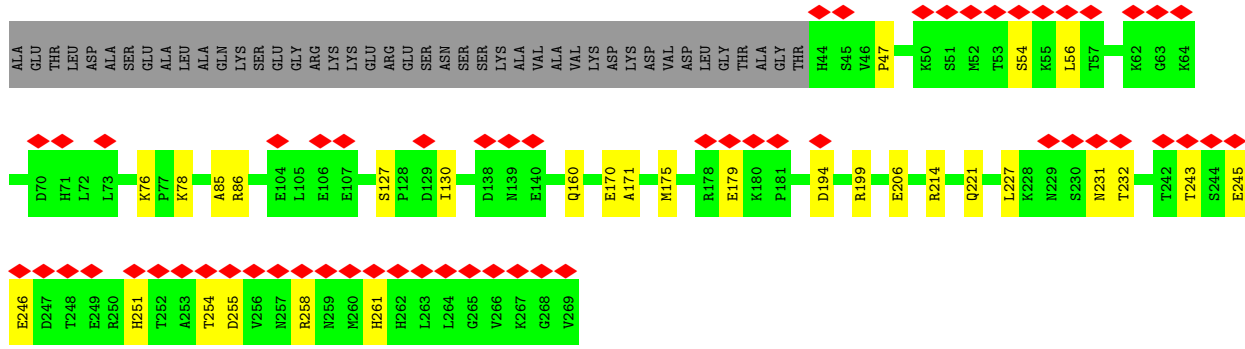 ALA GLU THR LEU ASP ALA SER GLU ALA LEU ALA GLN LYS SER GLU GLY ARG LYS LYS GLU ARG GLU SER ASN SER SER LYS ALA VAL ALA VAL LYS ASP LYS ASP VAL ASP LEU GLY THR ALA GLY THR H44 S45 V46 P47 K50 S51 M52 T53 S54 K55 L56 T57 K62 G63 K64
D70 H71 L72 L73 K76 P77 K78 A85 R86 E104 L105 E106 E107 S127 P128 D129 I130 D138 N139 E140 Q160 E170 A171 M175 R178 E179 K180 P181 D194 R199 E206 R214 Q221 L227 K228 N229 S230 N231 T232 T242 T243 S244 E245
E246 D247 T248 E249 R250 H251 T252 A253 T254 D255 V256 N257 R258 N259 M260 H261 H262 L263 L264 G265 V266 K267 G268 V269